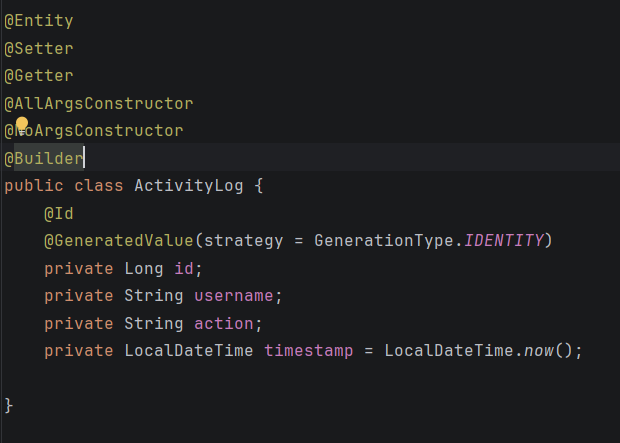 @Entity
@Setter
@Getter
@AllArgsConstructor
@NoArgsConstructor
@Builder
public class ActivityLog {
@Id
@GeneratedValue(strategy = GenerationType.IDENTITY)
private Long id;
private String username;
private String action;
private LocalDateTime timestamp = LocalDateTime.now();
}